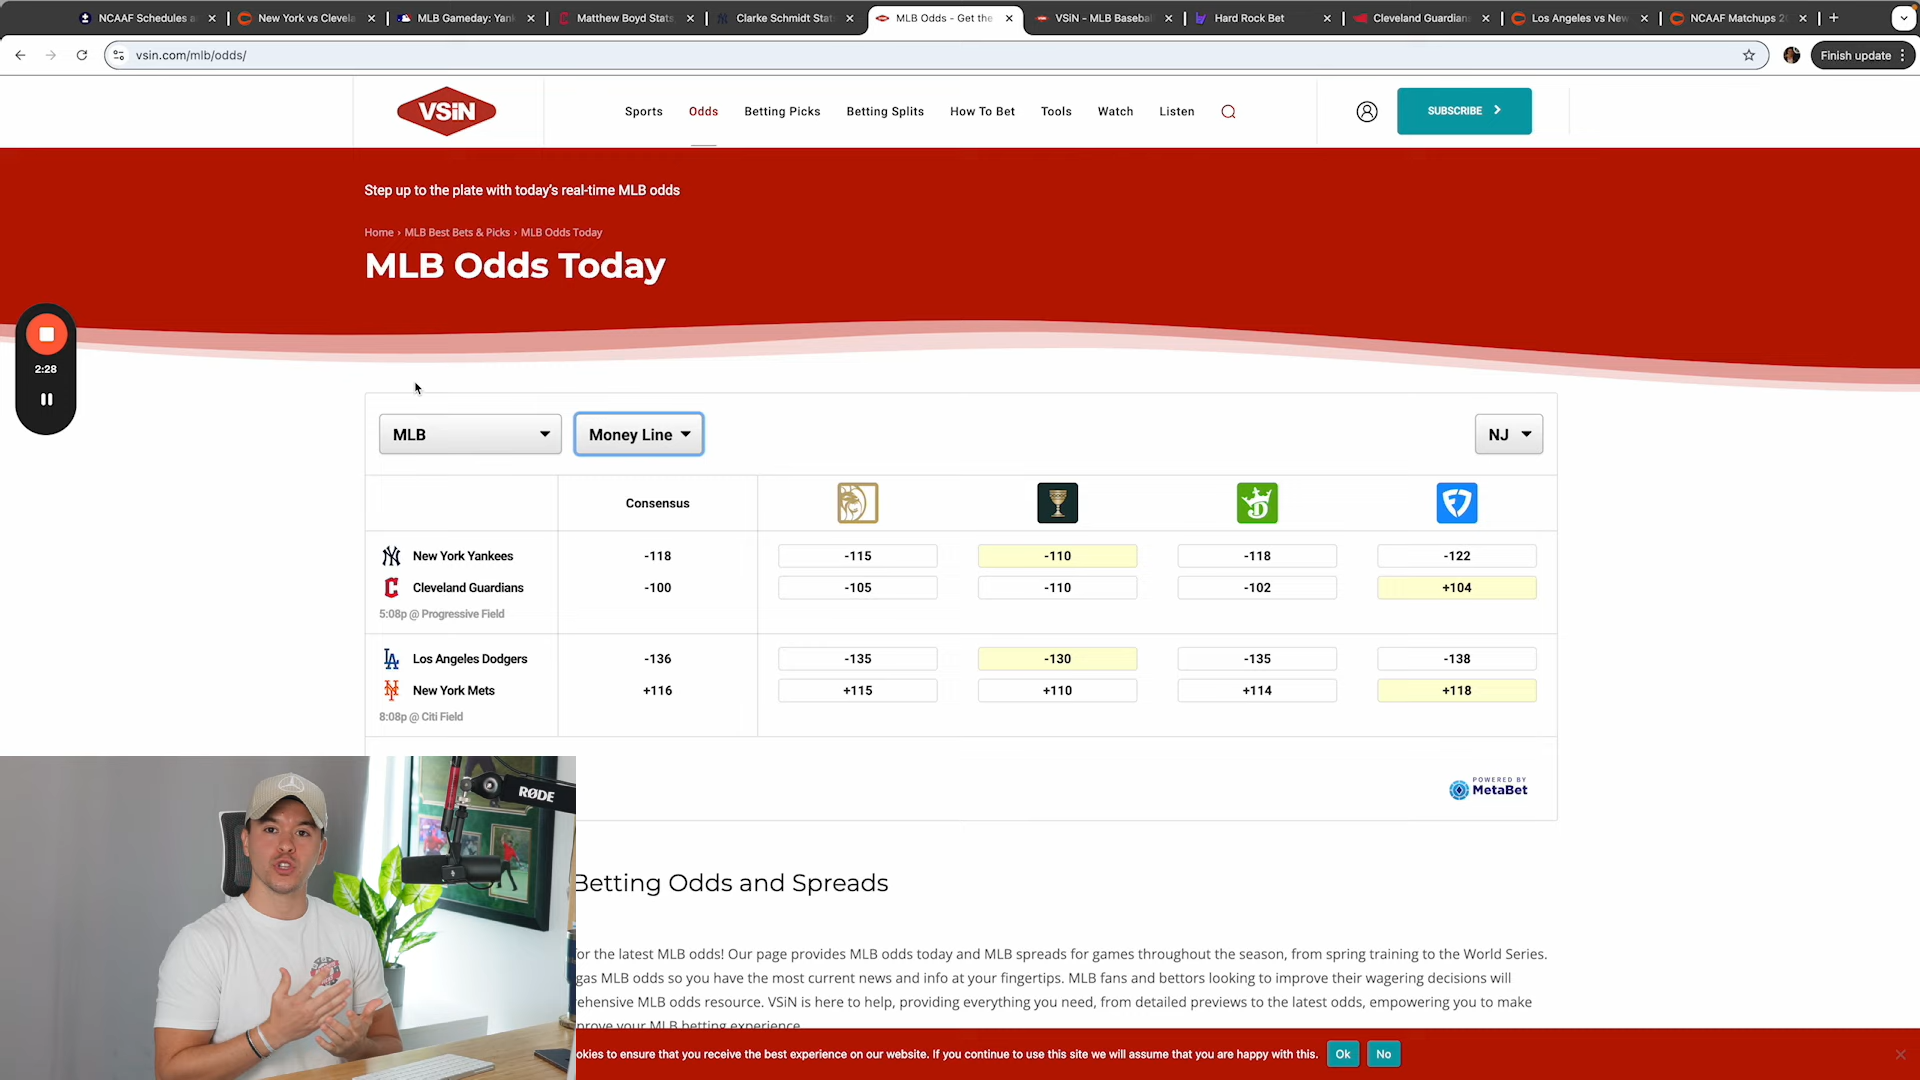 NCAAF Schedules a
New York vs Clevela
MLB Gameday: Yank
Matthew Boyd Stats,
Clarke Schmidt Stat
MLB Odds - Get the
VSiN - MLB Baseba
Hard Rock Bet
Cleveland Guardian
Los Angeles vs New
NCAAF Matchups 2
vsin.com/mlb/odds/
Finish update
VSiN
Sports
Odds
Betting Picks
Betting Splits
How To Bet
Tools
Watch
Listen
SUBSCRIBE
Step up to the plate with today's real-time MLB odds
Home › MLB Best Bets & Picks › MLB Odds Today
MLB Odds Today
2:28
MLB
Money Line
NJ
Consensus
New York Yankees -118 -115 -110 -118 -122
Cleveland Guardians -100 -105 -110 -102 +104
5:08p @ Progressive Field
Los Angeles Dodgers -136 -135 -130 -135 -138
New York Mets +116 +115 +110 +114 +118
8:08p @ Citi Field
POWERED BY
MetaBet
RØDE
Betting Odds and Spreads
or the latest MLB odds! Our page provides MLB odds today and MLB spreads for games throughout the season, from spring training to the World Series.
gas MLB odds so you have the most current news and info at your fingertips. MLB fans and bettors looking to improve their wagering decisions will
rehensive MLB odds resource. VSiN is here to help, providing everything you need, from detailed previews to the latest odds, empowering you to make
prove your MLB betting experience.
okies to ensure that you receive the best experience on our website. If you continue to use this site we will assume that you are happy with this.
Ok
No